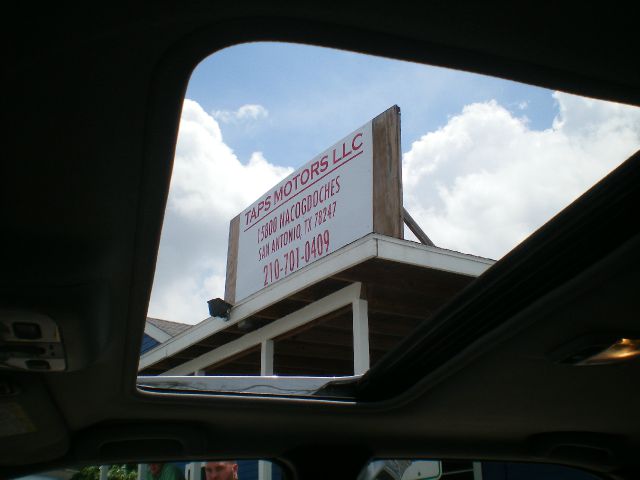 TAPS MOTORS LLC
15800 NACOGDOCHES
SAN ANTONIO, TX 78247
210-701-0409